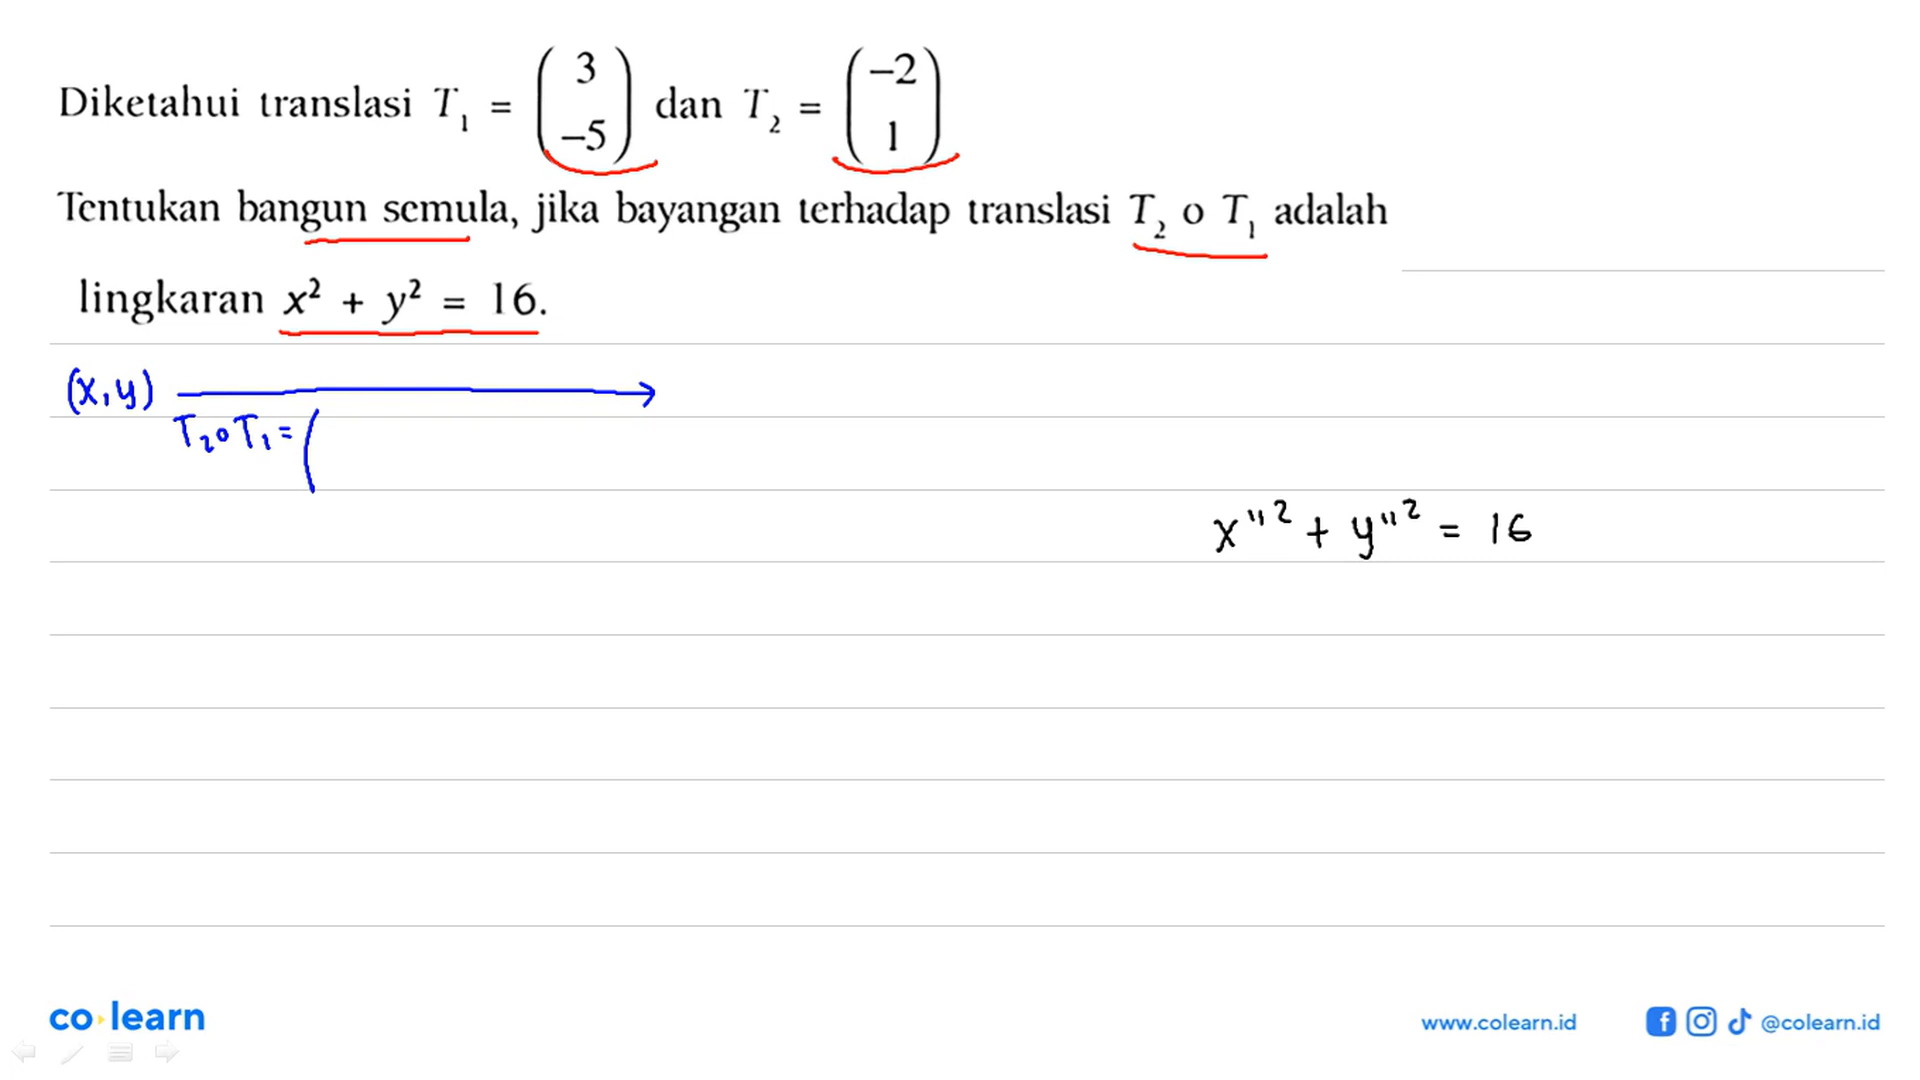 Diketahui translasi T₁ = (3 −5) dan T₂ = (−2 1)
Tentukan bangun semula, jika bayangan terhadap translasi T₂ o T₁ adalah
lingkaran x² + y² = 16.
(x,y) →
T₂∘T₁ = (
x''² + y''² = 16
co learn
www.colearn.id
@colearn.id